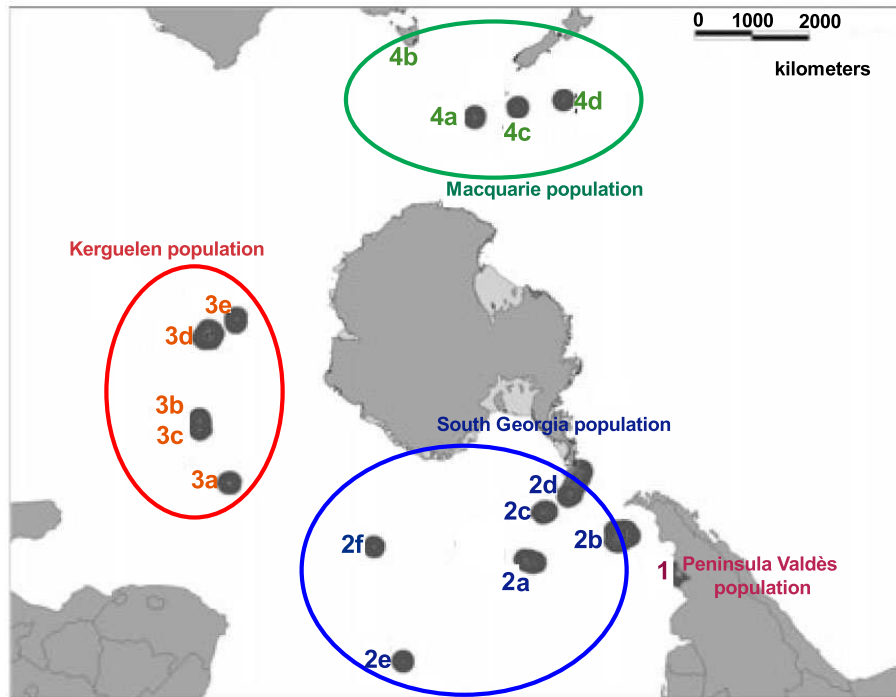 0 1000 2000
kilometers
4b
4a
4c
4d
Macquarie population
Kerguelen population
3e
3d
3b
3c
3a
South Georgia population
2d
2c
2b
2f
2a
2e
1
Peninsula Valdès
population